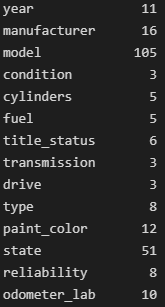 year 11
manufacturer 16
model 105
condition 3
cylinders 5
fuel 5
title_status 6
transmission 3
drive 3
type 8
paint_color 12
state 51
reliability 8
odometer_lab 10